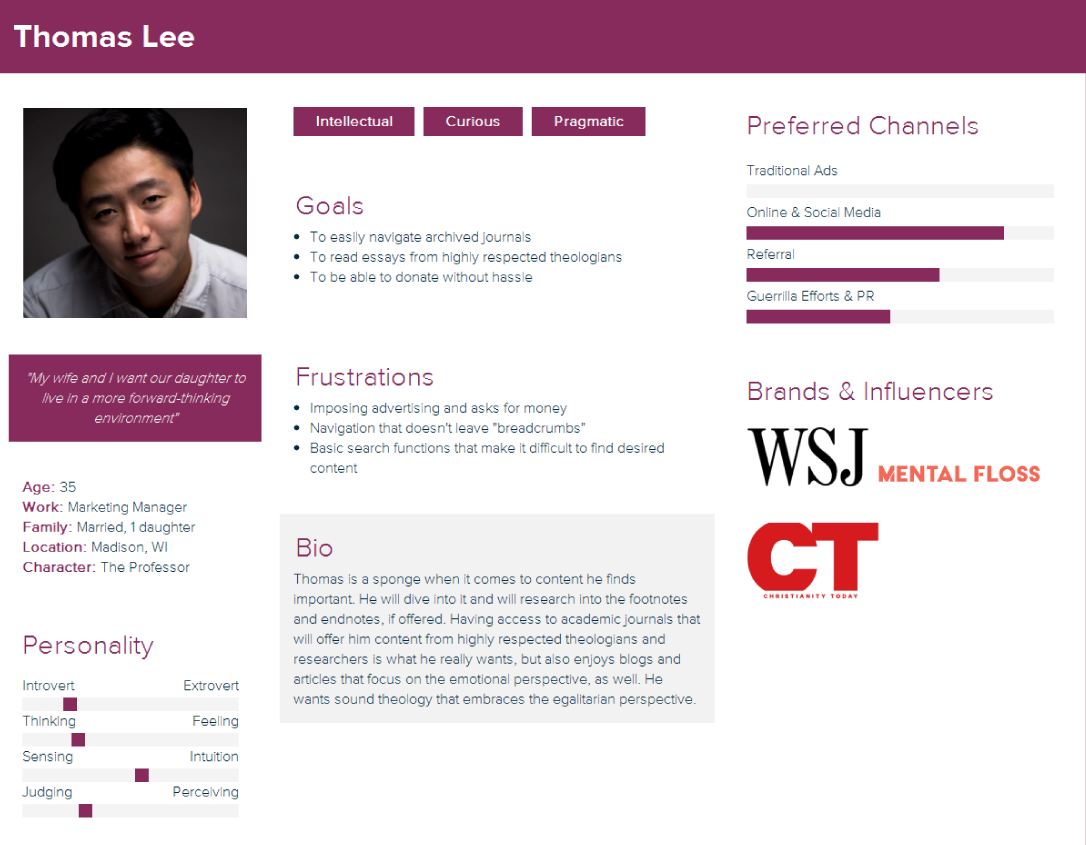 Thomas Lee
Intellectual
Curious
Pragmatic
"My wife and I want our daughter to
live in a more forward-thinking
environment"
Age: 35
Work: Marketing Manager
Family: Married, 1 daughter
Location: Madison, WI
Character: The Professor
Personality
Introvert Extrovert
Thinking Feeling
Sensing Intuition
Judging Perceiving
Goals
• To easily navigate archived journals
• To read essays from highly respected theologians
• To be able to donate without hassle
Frustrations
• Imposing advertising and asks for money
• Navigation that doesn't leave "breadcrumbs"
• Basic search functions that make it difficult to find desired
content
Bio
Thomas is a sponge when it comes to content he finds
important. He will dive into it and will research into the footnotes
and endnotes, if offered. Having access to academic journals that
will offer him content from highly respected theologians and
researchers is what he really wants, but also enjoys blogs and
articles that focus on the emotional perspective, as well. He
wants sound theology that embraces the egalitarian perspective.
Preferred Channels
Traditional Ads
Online & Social Media
Referral
Guerrilla Efforts & PR
Brands & Influencers
WSJ
MENTAL FLOSS
CT
CHRISTIANITY TODAY